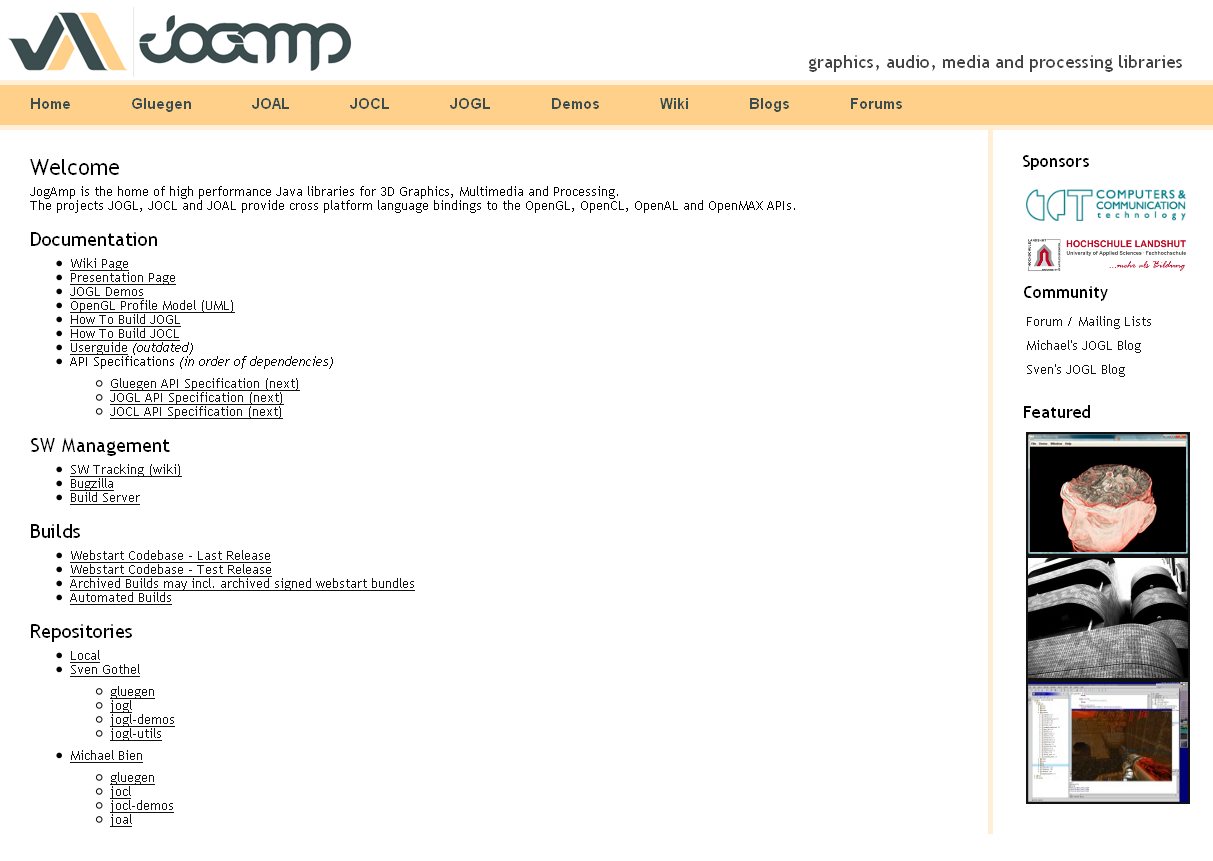 JogAmp
graphics, audio, media and processing libraries
Home Gluegen JOAL JOCL JOGL Demos Wiki Blogs Forums
Welcome
JogAmp is the home of high performance Java libraries for 3D Graphics, Multimedia and Processing.
The projects JOGL, JOCL and JOAL provide cross platform language bindings to the OpenGL, OpenCL, OpenAL and OpenMAX APIs.
Documentation
Wiki Page
Presentation Page
JOGL Demos
OpenGL Profile Model (UML)
How To Build JOGL
How To Build JOCL
Userguide (outdated)
API Specifications (in order of dependencies)
Gluegen API Specification (next)
JOGL API Specification (next)
JOCL API Specification (next)
SW Management
SW Tracking (wiki)
Bugzilla
Build Server
Builds
Webstart Codebase - Last Release
Webstart Codebase - Test Release
Archived Builds may incl. archived signed webstart bundles
Automated Builds
Repositories
Local
Sven Gothel
gluegen
jogl
jogl-demos
jogl-utils
Michael Bien
gluegen
jocl
jocl-demos
joal
Sponsors
CCT COMPUTERS &
COMMUNICATION
technology
HOCHSCHULE LANDSHUT
University of Applied Sciences · Fachhochschule
...mehr als Bildung
Community
Forum / Mailing Lists
Michael's JOGL Blog
Sven's JOGL Blog
Featured